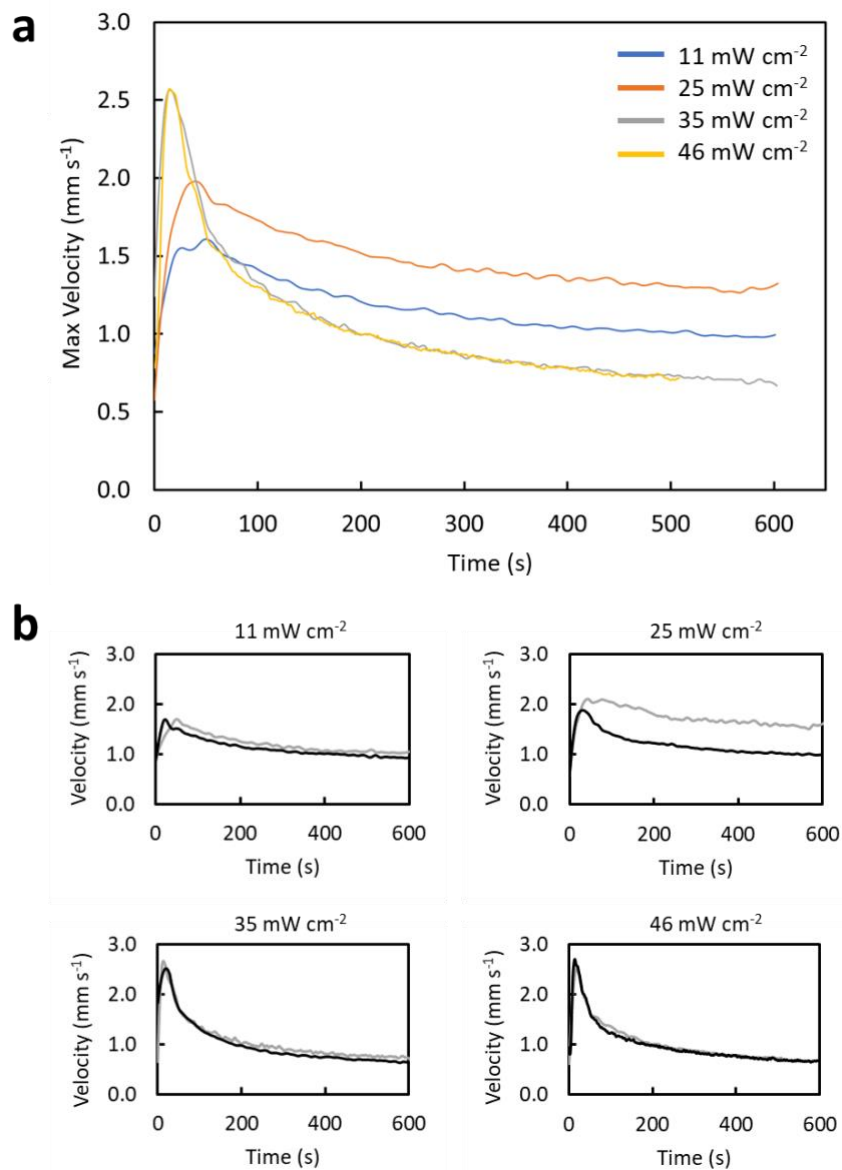 a
3.0
2.5
2.0
1.5
1.0
0.5
0.0
Max Velocity (mm s⁻¹)
11 mW cm⁻²
25 mW cm⁻²
35 mW cm⁻²
46 mW cm⁻²
0 100 200 300 400 500 600
Time (s)
b
11 mW cm⁻²
3.0
2.0
1.0
0.0
Velocity (mm s⁻¹)
0 200 400 600
Time (s)
25 mW cm⁻²
3.0
2.0
1.0
0.0
Velocity (mm s⁻¹)
0 200 400 600
Time (s)
35 mW cm⁻²
3.0
2.0
1.0
0.0
Velocity (mm s⁻¹)
0 200 400 600
Time (s)
46 mW cm⁻²
3.0
2.0
1.0
0.0
Velocity (mm s⁻¹)
0 200 400 600
Time (s)